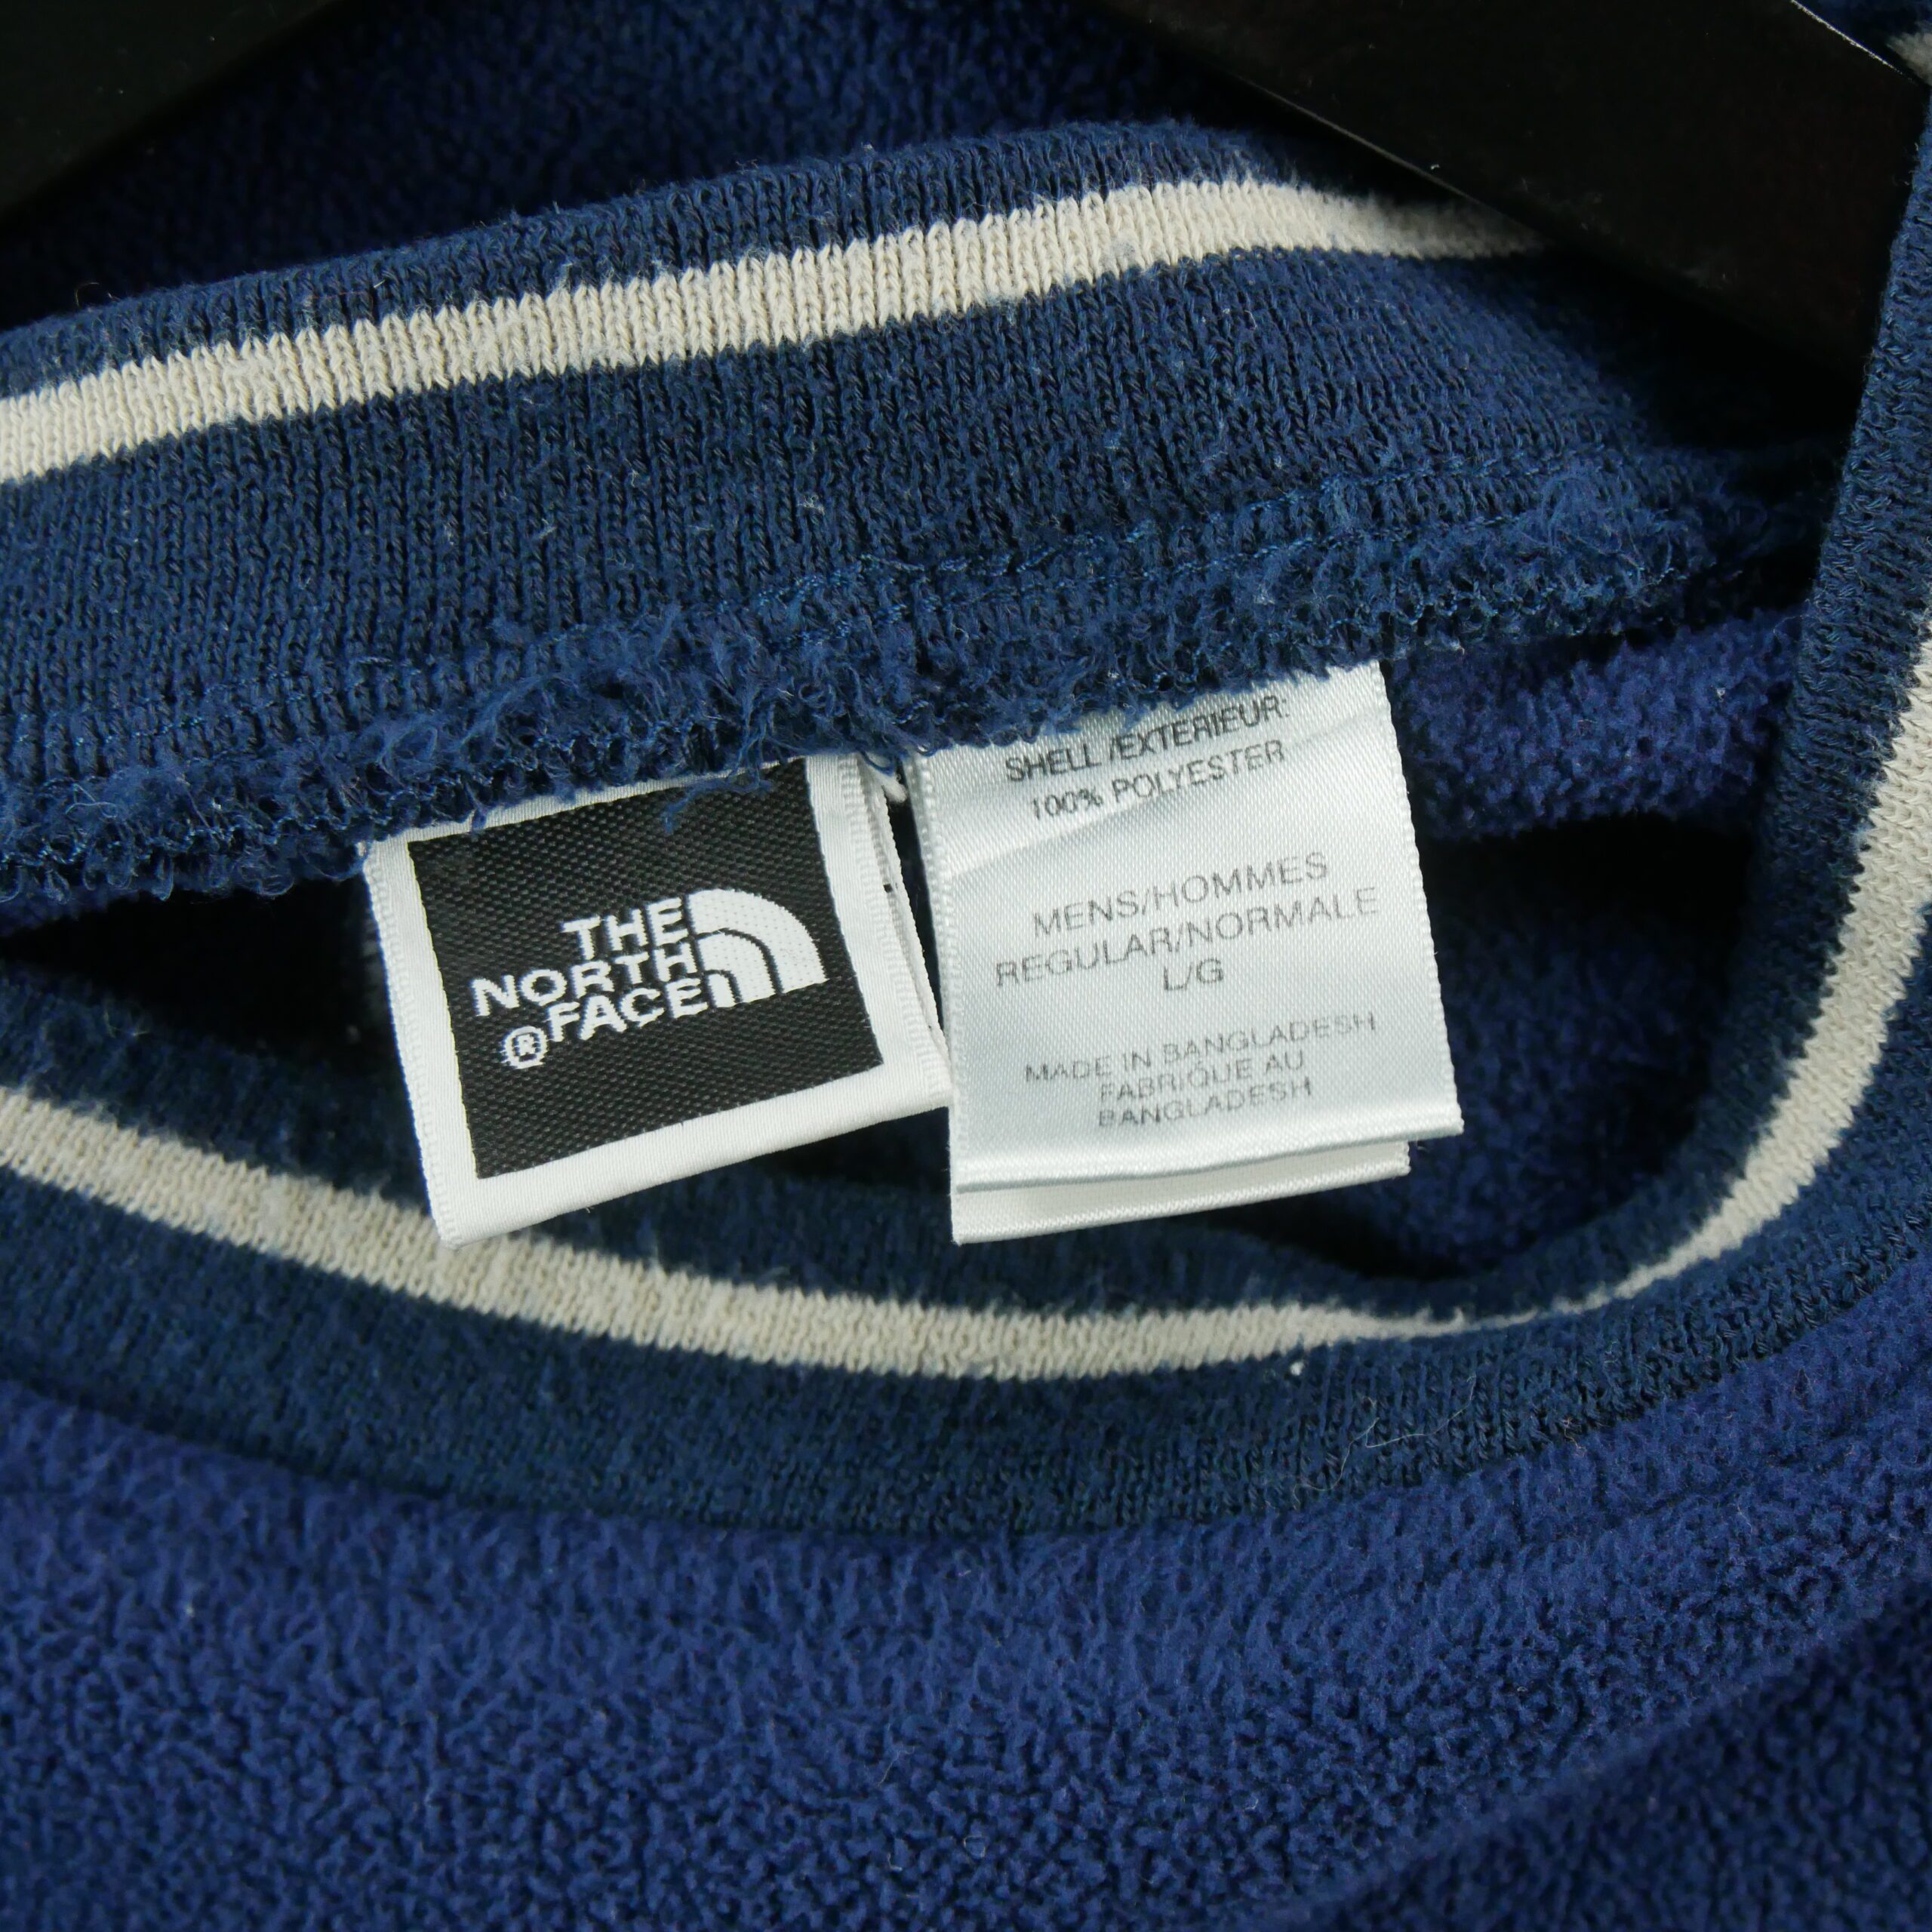 THE
NORTH
FACE
®
SHELL/EXTERIEUR:
100% POLYESTER
MENS/HOMMES
REGULAR/NORMALE
L/G
MADE IN BANGLADESH
FABRIQUE AU
BANGLADESH